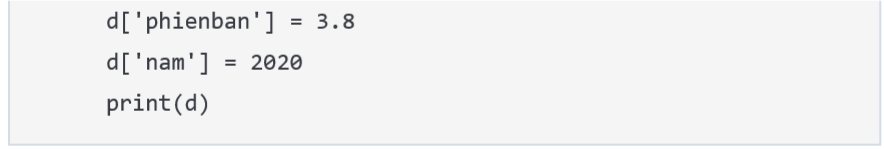 d['phienban'] = 3.8
d['nam'] = 2020
print(d)